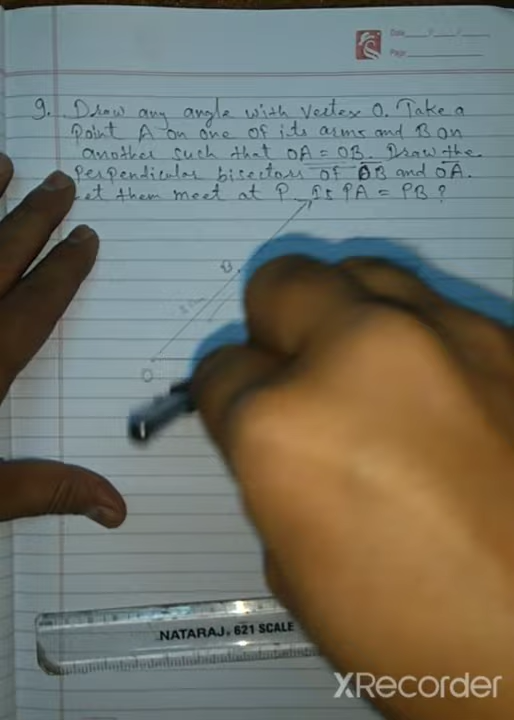 Date
Page
9. Draw any angle with vertex O. Take a
point A on one of its arms and B on
another such that OA = OB. Draw the
perpendicular bisectors of OB and OA.
Let them meet at P. Is PA = PB?
B
O
NATARAJ 621 SCALE
XRecorder